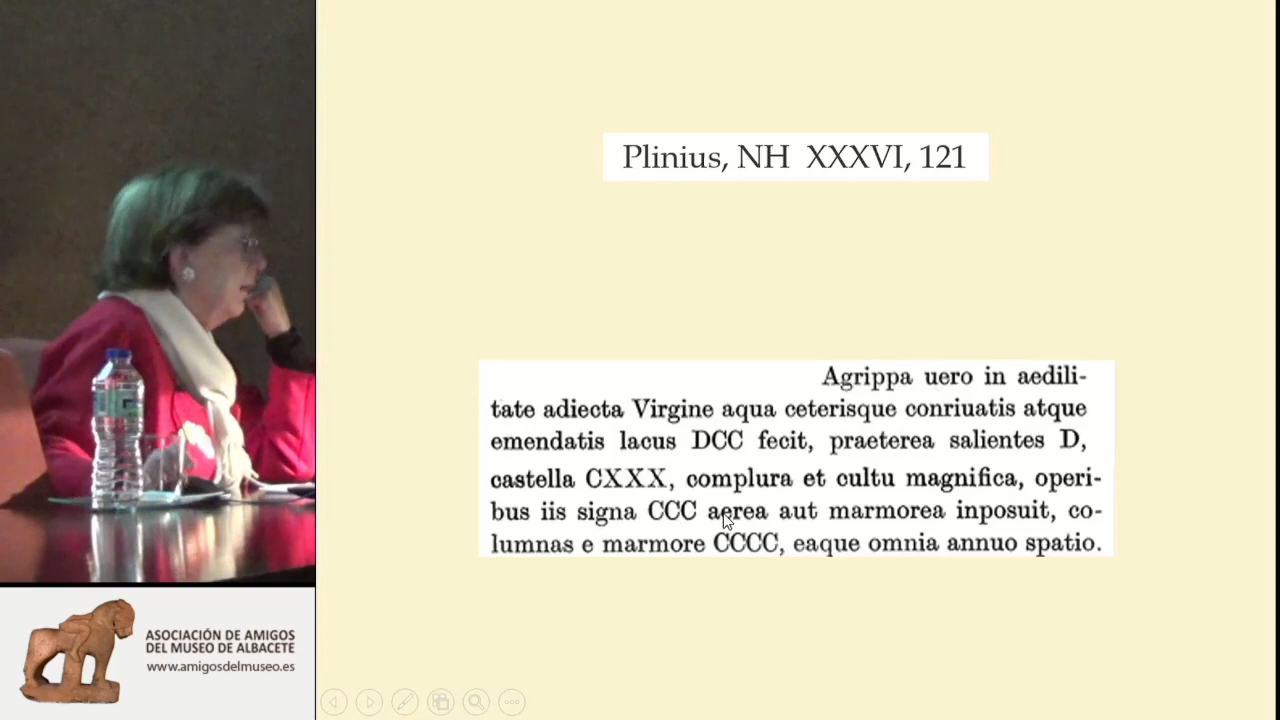 Plinius, NH XXXVI, 121
Agrippa uero in aedili-
tate adiecta Virgine aqua ceterisque conriuatis atque
emendatis lacus DCC fecit, praeterea salientes D,
castella CXXX, complura et cultu magnifica, operi-
bus iis signa CCC aerea aut marmorea inposuit, co-
lumnas e marmore CCCC, eaque omnia annuo spatio.
ASOCIACIÓN DE AMIGOS
DEL MUSEO DE ALBACETE
www.amigosdelmuseo.es